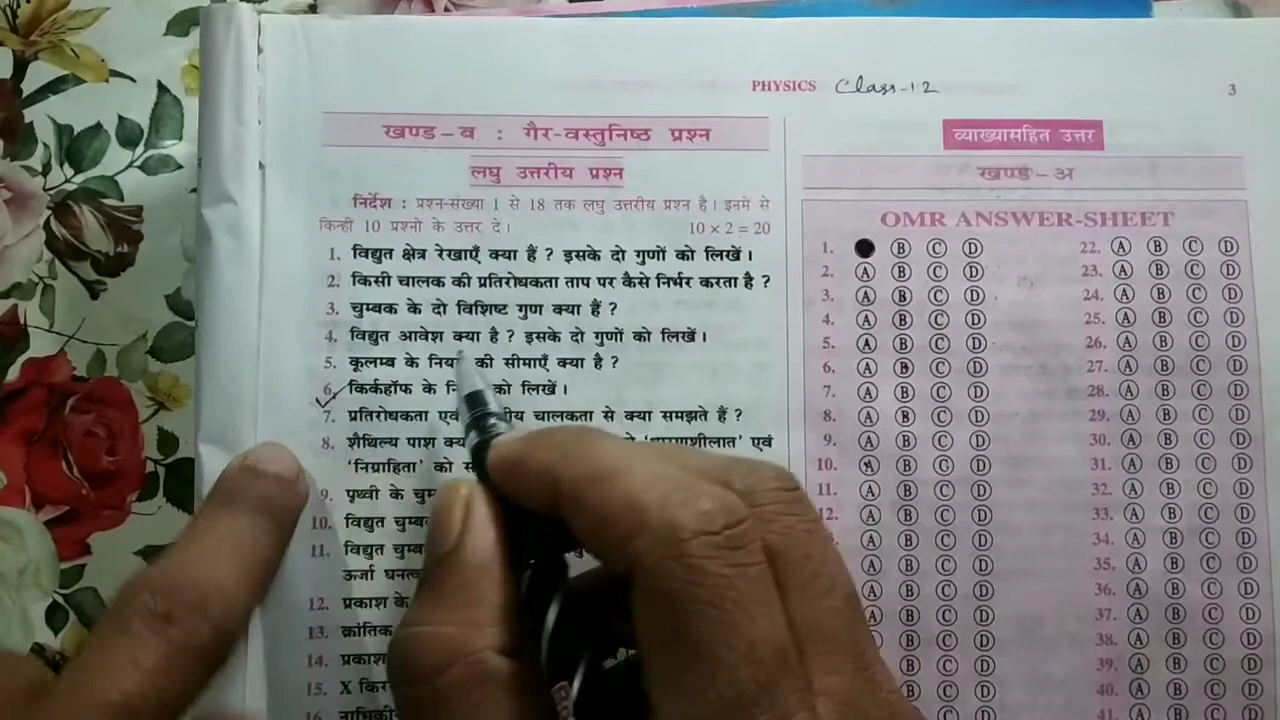 PHYSICS Class-12
3
खण्ड-ब : गैर-वस्तुनिष्ठ प्रश्न
लघु उत्तरीय प्रश्न
निर्देश : प्रश्न-संख्या 1 से 18 तक लघु उत्तरीय प्रश्न है। इनमें से
किन्हीं 10 प्रश्नों के उत्तर दें। 10 × 2 = 20
1. विद्युत क्षेत्र रेखाएँ क्या हैं ? इसके दो गुणों को लिखें।
2. किसी चालक की प्रतिरोधकता ताप पर कैसे निर्भर करता है ?
3. चुम्बक के दो विशिष्ट गुण क्या हैं ?
4. विद्युत आवेश क्या है ? इसके दो गुणों को लिखें।
5. कूलम्ब के की सीमाएँ क्या है ?
6. किर्कहॉफ के को लिखें।
7. प्रतिरोधकता एवं चालकता से क्या समझते हैं ?
8. शैथिल्य पाश एवं
'निग्राहिता' को
9. पृथ्वी के
10. विद्युत
11. विद्युत
ऊर्जा
12. प्रकाश के
13.
14. प्रकाश
15. X
16.
व्याख्यासहित उत्तर
खण्ड-अ
OMR ANSWER-SHEET
1. B C D
2. A B C D
3. A B C D
4. A B C D
5. A B C D
6. A B C D
7. A B C D
8. A B C D
9. A B C D
10. A B C D
11. A B C D
12. A B C D
A B C D
A B C D
A B C D
A B C D
B C D
B C D
B C D
C D
22. A B C D
23. A B C D
24. A B C D
25. A B C D
26. A B C D
27. A B C D
28. A B C D
29. A B C D
30. A B C D
31. A B C D
32. A B C D
33. A B C D
34. A B C D
35. A B C D
36. A B C D
37. A B C D
38. A B C D
39. A B C D
40. A B C D
41. A B C D